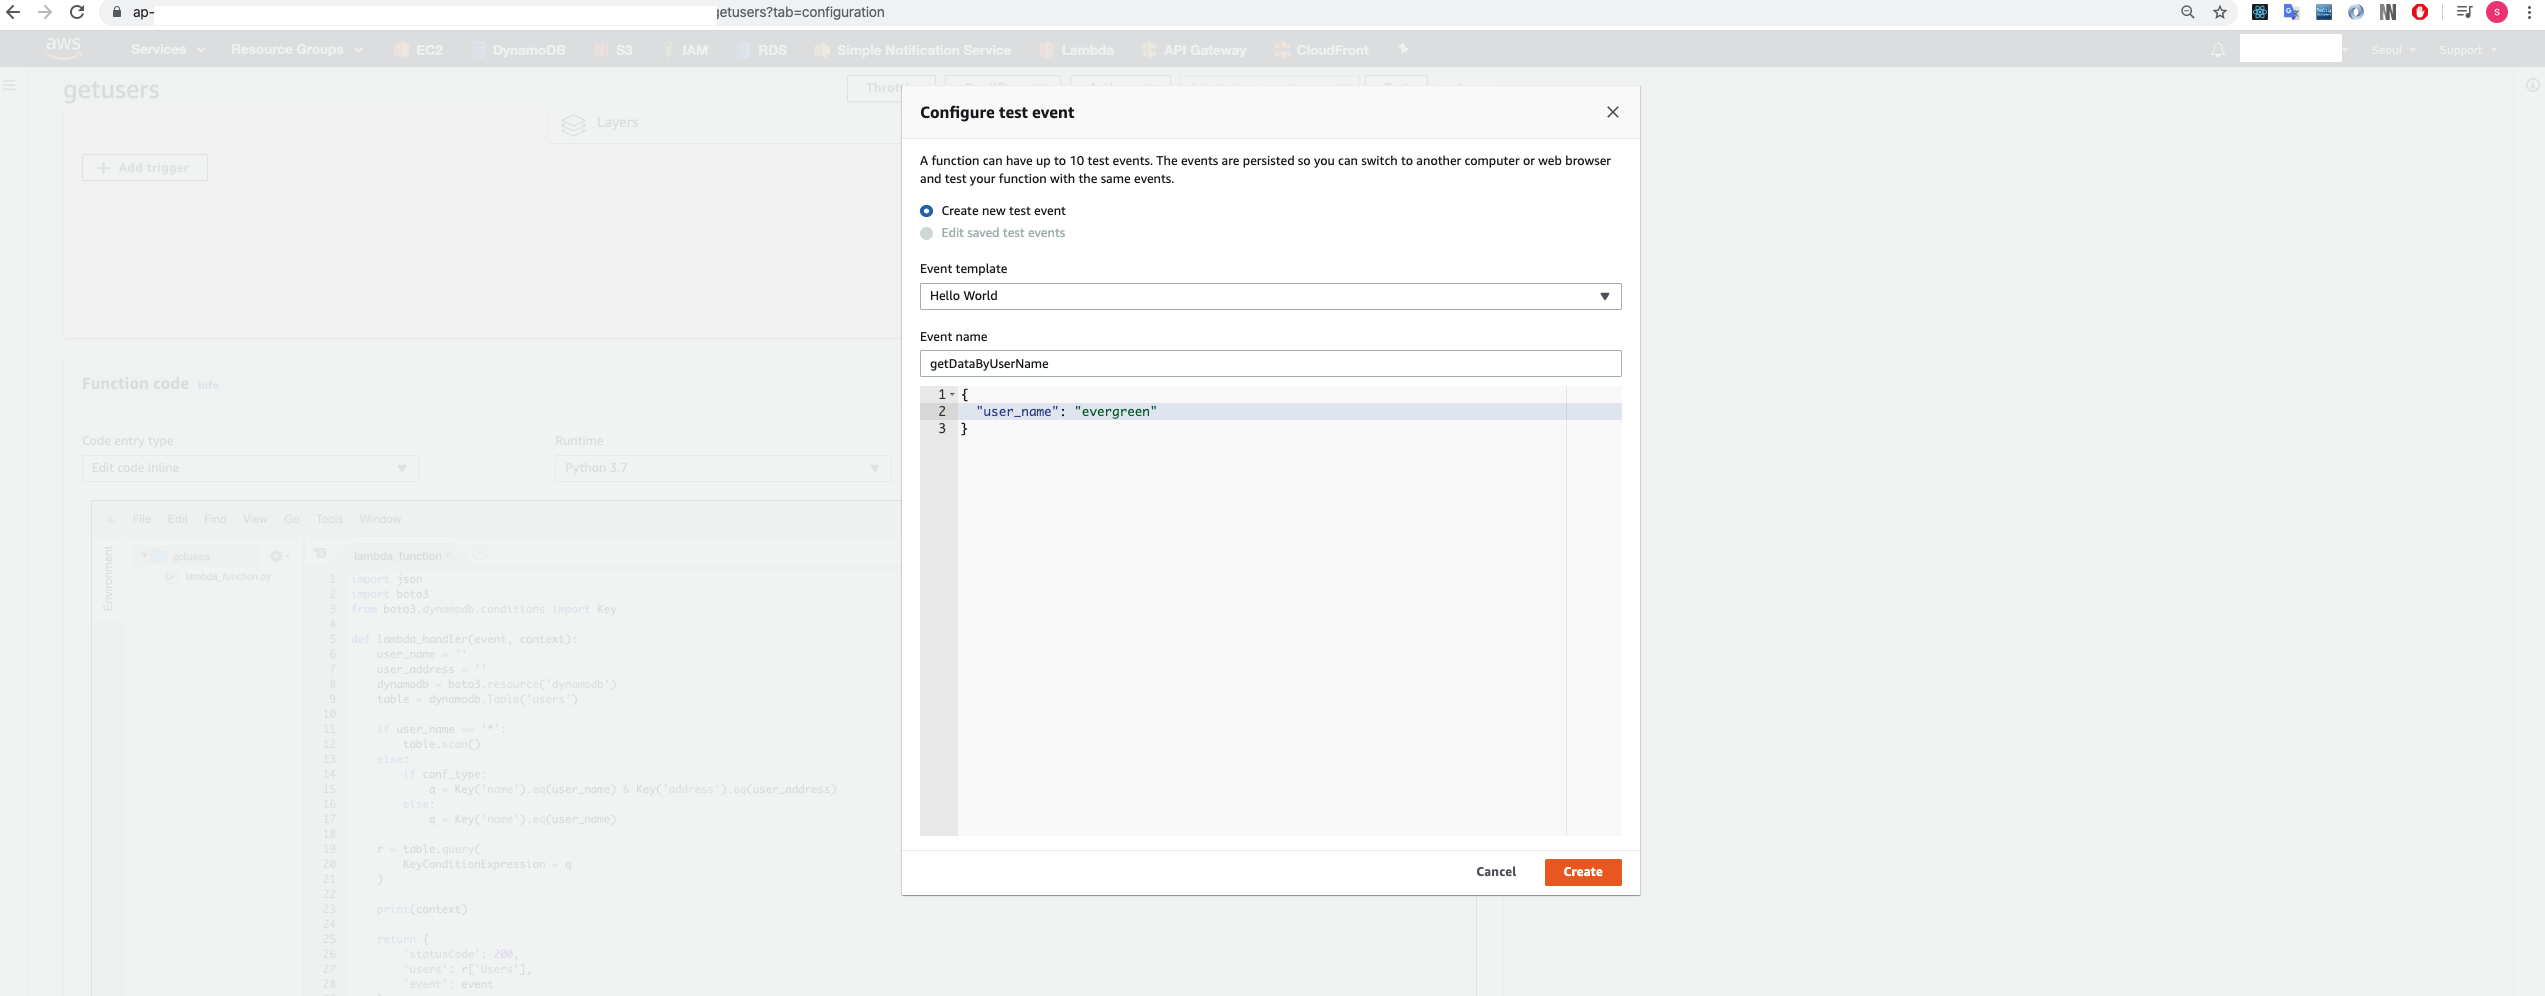 ap-
getusers?tab=configuration
aws
Services
Resource Groups
EC2
DynamoDB
S3
IAM
RDS
Simple Notification Service
Lambda
API Gateway
CloudFront
Seoul
Support
getusers
Layers
+ Add trigger
Function code Info
Code entry type
Edit code inline
Runtime
Python 3.7
File Edit Find View Go Tools Window
Environment
getusers
lambda_function.py
lambda_function
1 import json
2 import boto3
3 from boto3.dynamodb.conditions import Key
4
5 def lambda_handler(event, context):
6 user_name = ''
7 user_address = ''
8 dynamodb = boto3.resource('dynamodb')
9 table = dynamodb.Table('users')
10
11 if user_name == '*':
12 table.scan()
13 else:
14 if conf_type:
15 q = Key('name').eq(user_name) & Key('address').eq(user_address)
16 else:
17 q = Key('name').eq(user_name)
18
19 r = table.query(
20 KeyConditionExpression = q
21 )
22
23 print(context)
24
25 return {
26 'statusCode': 200,
27 'users': r['Users'],
28 'event': event
Configure test event
A function can have up to 10 test events. The events are persisted so you can switch to another computer or web browser
and test your function with the same events.
Create new test event
Edit saved test events
Event template
Hello World
Event name
getDataByUserName
1 {
2 "user_name": "evergreen"
3 }
Cancel
Create